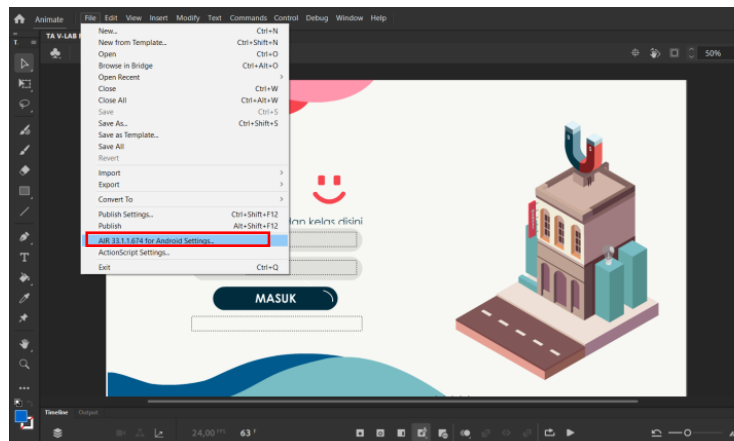 Animate File Edit View Insert Modify Text Commands Control Debug Window Help
TA V-LAB
50%
New... Ctrl+N
New from Template... Ctrl+Shift+N
Open Ctrl+O
Browse in Bridge Ctrl+Alt+O
Open Recent
Close Ctrl+W
Close All Ctrl+Alt+W
Save Ctrl+S
Save As... Ctrl+Shift+S
Save as Template...
Save All
Revert
Import
Export
Convert To
Publish Settings... Ctrl+Shift+F12
Publish Alt+Shift+F12
AIR 33.1.1.674 for Android Settings...
ActionScript Settings...
Exit Ctrl+Q
dan kelas disini
MASUK
Timeline Output
24,00 FPS 63 F